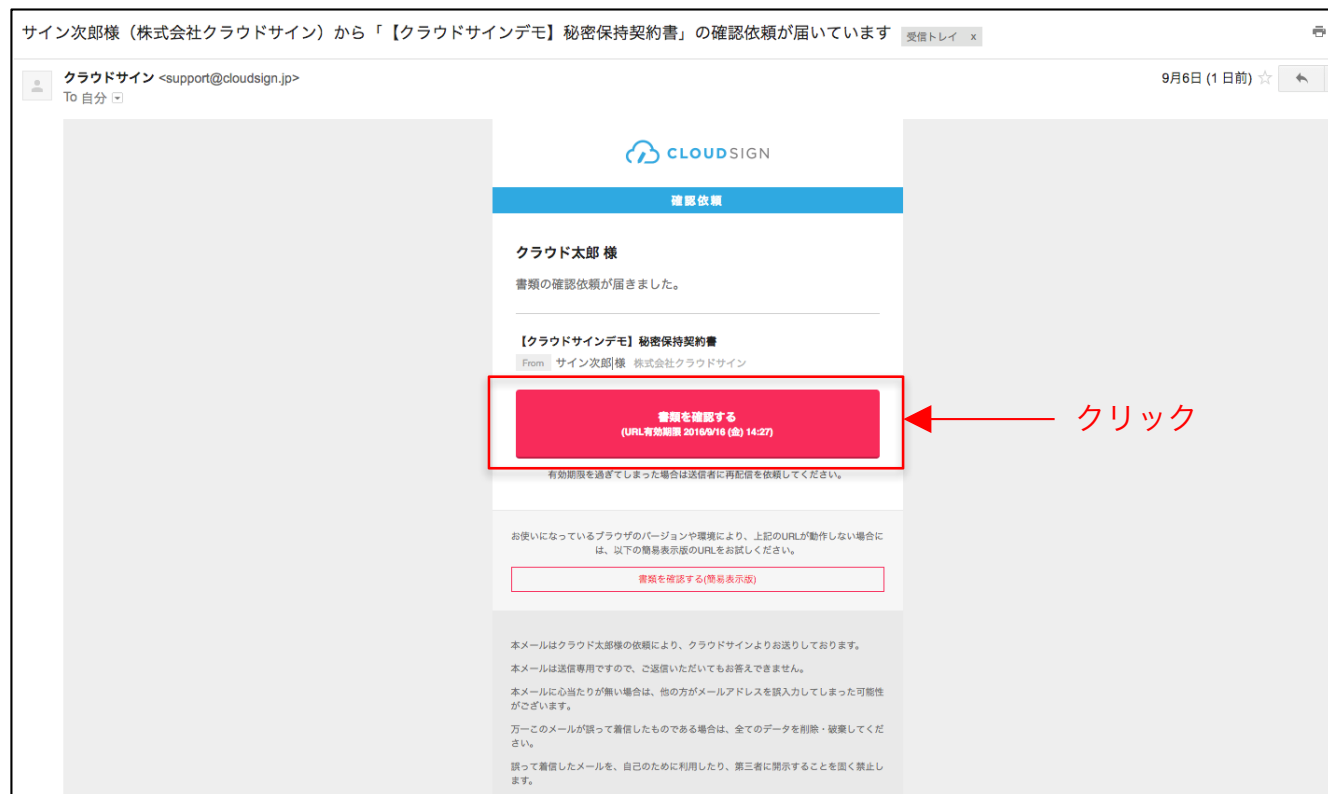 サイン次郎様（株式会社クラウドサイン）から「【クラウドサインデモ】秘密保持契約書」の確認依頼が届いています 受信トレイ x
クラウドサイン <support@cloudsign.jp>
9月6日 (1 日前)
To 自分
CLOUDSIGN
確認依頼
クラウド太郎 様
書類の確認依頼が届きました。
【クラウドサインデモ】秘密保持契約書
From サイン次郎様 株式会社クラウドサイン
書類を確認する
(URL有効期限 2016/9/16 (金) 14:27)
クリック
有効期限を過ぎてしまった場合は送信者に再配信を依頼してください。
お使いになっているブラウザのバージョンや環境により、上記のURLが動作しない場合に
は、以下の簡易表示版のURLをお試しください。
書類を確認する(簡易表示版)
本メールはクラウド太郎様の依頼により、クラウドサインよりお送りしております。
本メールは送信専用ですので、ご返信いただいてもお答えできません。
本メールに心当たりが無い場合は、他の方がメールアドレスを誤入力してしまった可能性
がございます。
万一このメールが誤って着信したものである場合は、全てのデータを削除・破棄してくだ
さい。
誤って着信したメールを、自己のために利用したり、第三者に開示することを固く禁止し
ます。